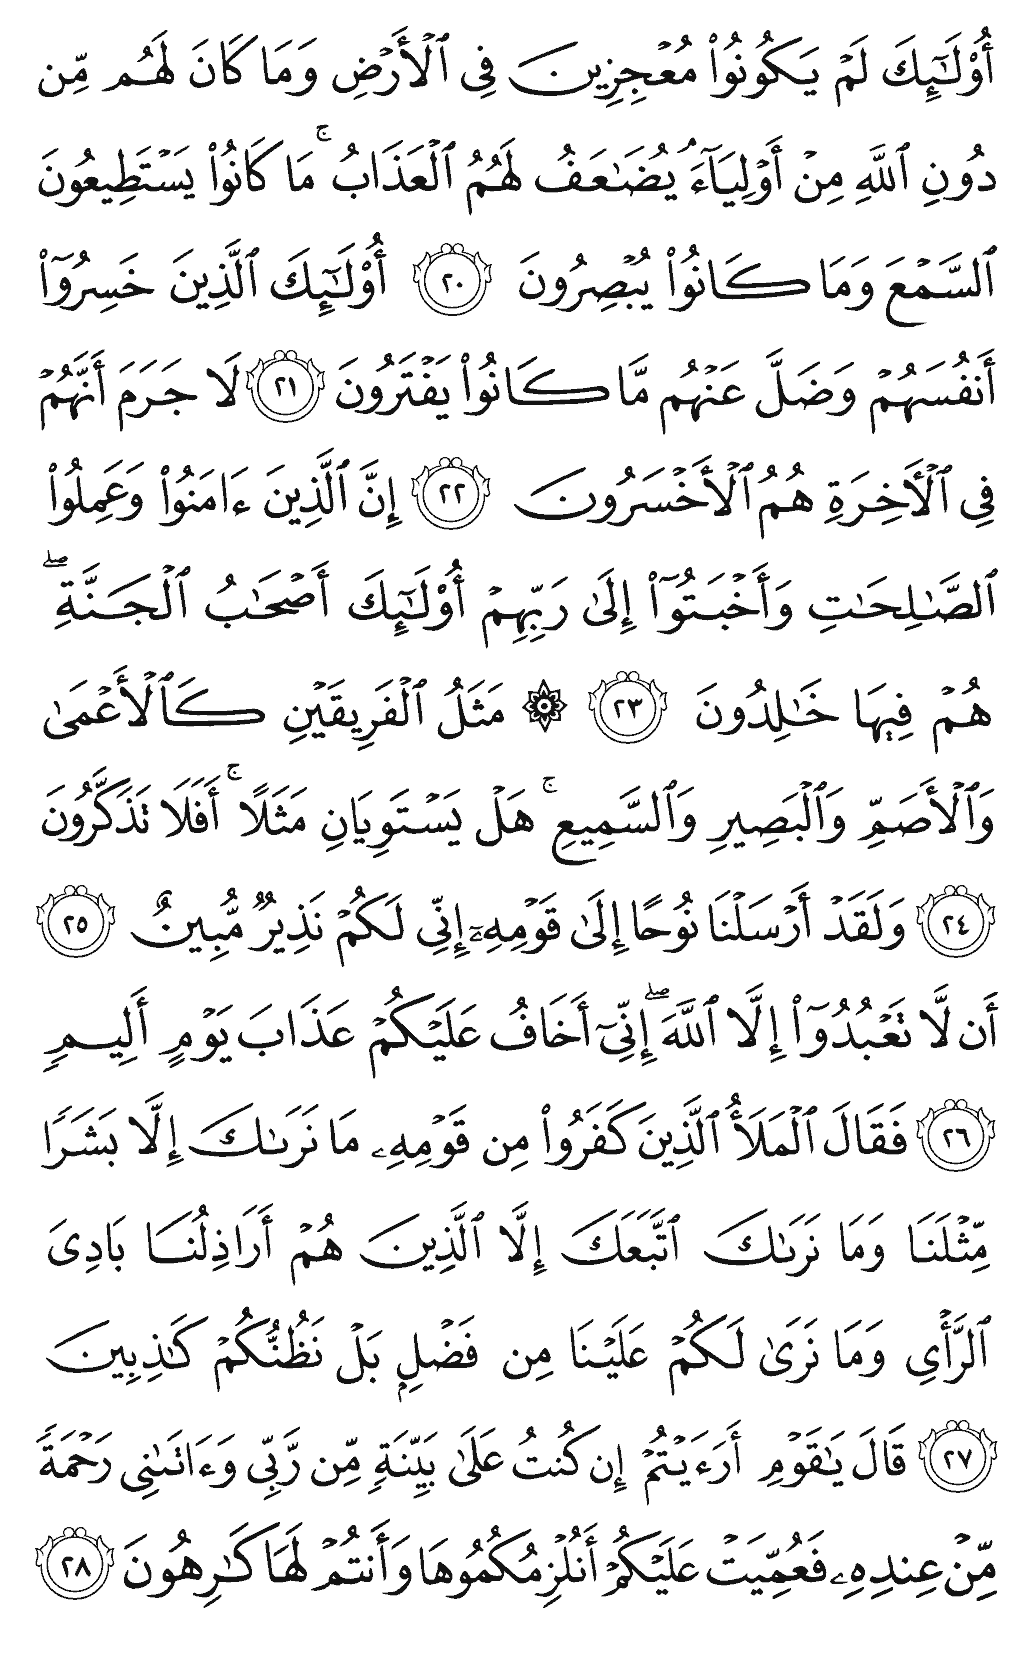 أُوْلَـٰٓئِكَ لَمْ يَكُونُوا۟ مُعْجِزِينَ فِى ٱلْأَرْضِ وَمَا كَانَ لَهُم مِّن
دُونِ ٱللَّهِ مِنْ أَوْلِيَآءَ ۘ يُضَـٰعَفُ لَهُمُ ٱلْعَذَابُ ۚ مَا كَانُوا۟ يَسْتَطِيعُونَ
ٱلسَّمْعَ وَمَا كَانُوا۟ يُبْصِرُونَ ٢٠ أُوْلَـٰٓئِكَ ٱلَّذِينَ خَسِرُوٓا۟
أَنفُسَهُمْ وَضَلَّ عَنْهُم مَّا كَانُوا۟ يَفْتَرُونَ ٢١ لَا جَرَمَ أَنَّهُمْ
فِى ٱلْـَٔاخِرَةِ هُمُ ٱلْأَخْسَرُونَ ٢٢ إِنَّ ٱلَّذِينَ ءَامَنُوا۟ وَعَمِلُوا۟
ٱلصَّـٰلِحَـٰتِ وَأَخْبَتُوٓا۟ إِلَىٰ رَبِّهِمْ أُوْلَـٰٓئِكَ أَصْحَـٰبُ ٱلْجَنَّةِ ۖ
هُمْ فِيهَا خَـٰلِدُونَ ٢٣ ۞ مَثَلُ ٱلْفَرِيقَيْنِ كَٱلْأَعْمَىٰ
وَٱلْأَصَمِّ وَٱلْبَصِيرِ وَٱلسَّمِيعِ ۚ هَلْ يَسْتَوِيَانِ مَثَلًا ۚ أَفَلَا تَذَكَّرُونَ
٢٤ وَلَقَدْ أَرْسَلْنَا نُوحًا إِلَىٰ قَوْمِهِۦٓ إِنِّى لَكُمْ نَذِيرٌ مُّبِينٌ ٢٥
أَن لَّا تَعْبُدُوٓا۟ إِلَّا ٱللَّهَ ۖ إِنِّىٓ أَخَافُ عَلَيْكُمْ عَذَابَ يَوْمٍ أَلِيمٍ
٢٦ فَقَالَ ٱلْمَلَأُ ٱلَّذِينَ كَفَرُوا۟ مِن قَوْمِهِۦ مَا نَرَىٰكَ إِلَّا بَشَرًا
مِّثْلَنَا وَمَا نَرَىٰكَ ٱتَّبَعَكَ إِلَّا ٱلَّذِينَ هُمْ أَرَاذِلُنَا بَادِىَ
ٱلرَّأْىِ وَمَا نَرَىٰ لَكُمْ عَلَيْنَا مِن فَضْلٍۭ بَلْ نَظُنُّكُمْ كَـٰذِبِينَ
٢٧ قَالَ يَـٰقَوْمِ أَرَءَيْتُمْ إِن كُنتُ عَلَىٰ بَيِّنَةٍ مِّن رَّبِّى وَءَاتَىٰنِى رَحْمَةً
مِّنْ عِندِهِۦ فَعُمِّيَتْ عَلَيْكُمْ أَنُلْزِمُكُمُوهَا وَأَنتُمْ لَهَا كَـٰرِهُونَ ٢٨